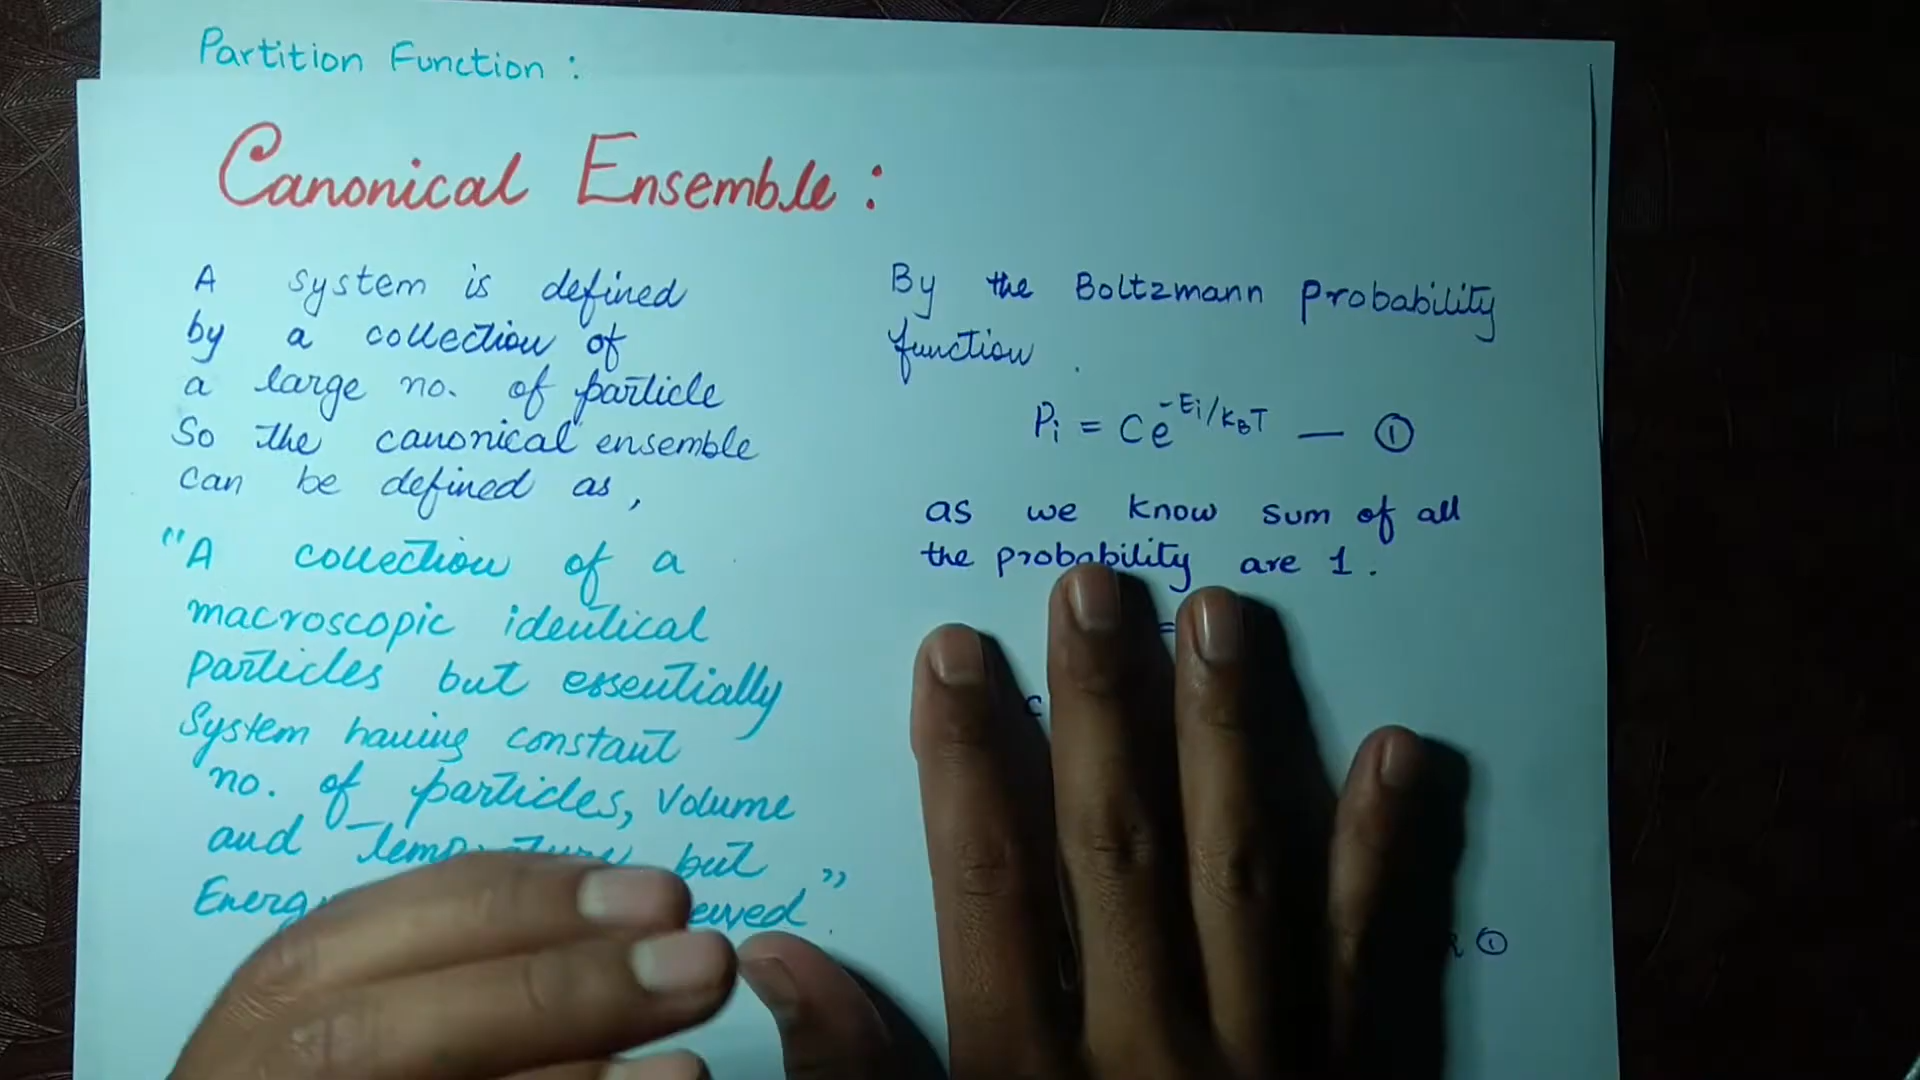 Partition Function :
Canonical Ensemble :
A system is defined
by a collection of
a large no. of particle
So the canonical ensemble
can be defined as,
"A collection of a
macroscopic identical
particles but essentially
System having constant
no. of particles, Volume
and but
"
By the Boltzmann probability
function.
Pi = Ce^-Ei/kBT — ①
as we know sum of all
the probability are 1.
=
c
①